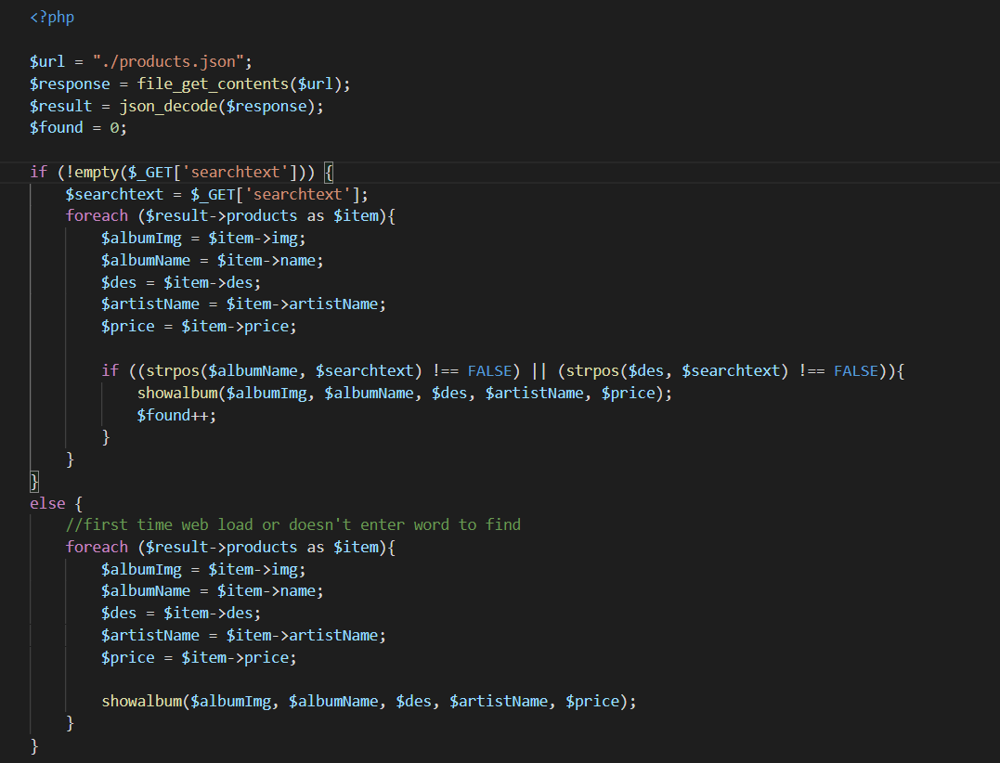 <?php
$url = "./products.json";
$response = file_get_contents($url);
$result = json_decode($response);
$found = 0;
if (!empty($_GET['searchtext'])) {
$searchtext = $_GET['searchtext'];
foreach ($result->products as $item){
$albumImg = $item->img;
$albumName = $item->name;
$des = $item->des;
$artistName = $item->artistName;
$price = $item->price;
if ((strpos($albumName, $searchtext) !== FALSE) || (strpos($des, $searchtext) !== FALSE)){
showalbum($albumImg, $albumName, $des, $artistName, $price);
$found++;
}
}
}
else {
//first time web load or doesn't enter word to find
foreach ($result->products as $item){
$albumImg = $item->img;
$albumName = $item->name;
$des = $item->des;
$artistName = $item->artistName;
$price = $item->price;
showalbum($albumImg, $albumName, $des, $artistName, $price);
}
}